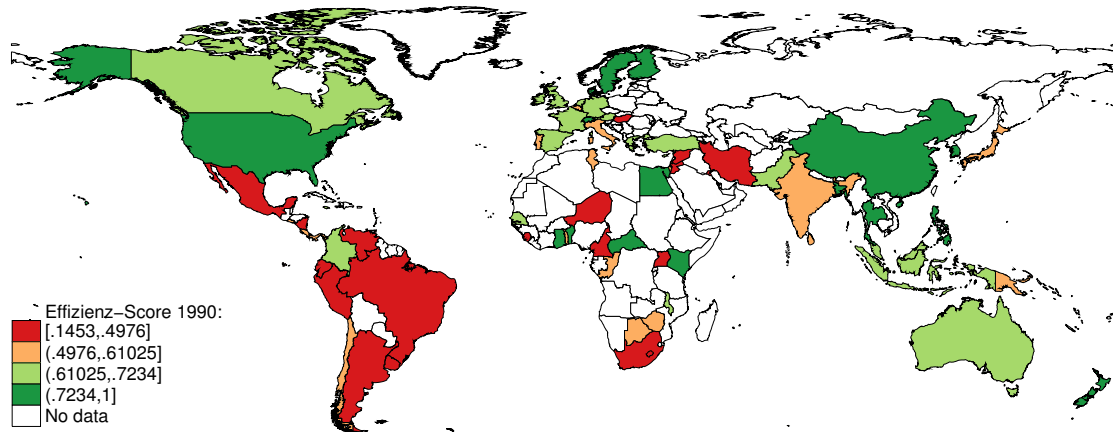 Effizienz−Score 1990:
[.1453,.4976]
(.4976,.61025]
(.61025,.7234]
(.7234,1]
No data